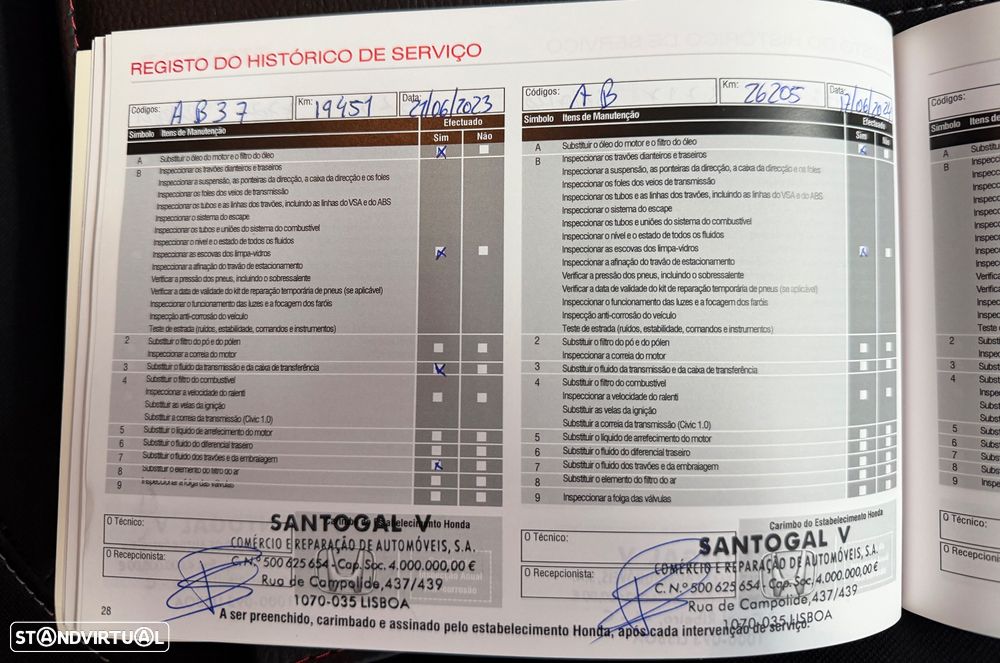 REGISTO DO HISTÓRICO DE SERVIÇO
Códigos: AB37 Km: 19451 Data: 21/06/2023
Efectuado
Símbolo Itens de Manutenção Sim Não
A Substituir o óleo do motor e o filtro do óleo
B Inspeccionar os travões dianteiros e traseiros
Inspeccionar a suspensão, as ponteiras da direcção, a caixa da direcção e os foles
Inspeccionar os foles dos veios de transmissão
Inspeccionar os tubos e as linhas dos travões, incluindo as linhas do VSA e do ABS
Inspeccionar o sistema do escape
Inspeccionar os tubos e uniões do sistema do combustível
Inspeccionar o nível e o estado de todos os fluidos
Inspeccionar as escovas dos limpa-vidros
Inspeccionar a afinação do travão de estacionamento
Verificar a pressão dos pneus, incluindo o sobressalente
Verificar a data de validade do kit de reparação temporária de pneus (se aplicável)
Inspeccionar o funcionamento das luzes e a focagem dos faróis
Inspecção anti-corrosão do veículo
Teste de estrada (ruídos, estabilidade, comandos e instrumentos)
2 Substituir o filtro do pó e do pólen
Inspeccionar a correia do motor
3 Substituir o fluido da transmissão e da caixa de transferência
4 Substituir o filtro do combustível
Inspeccionar a velocidade do ralenti
Substituir as velas da ignição
Substituir a correia da transmissão (Civic 1.0)
5 Substituir o líquido de arrefecimento do motor
6 Substituir o fluido do diferencial traseiro
7 Substituir o fluido dos travões e da embraiagem
8 Substituir o elemento do filtro do ar
9 Inspeccionar a folga das válvulas
O Técnico:
Carimbo do Estabelecimento Honda
O Recepcionista:
SANTOGAL V
COMÉRCIO E REPARAÇÃO DE AUTOMÓVEIS, S.A.
C. N.º 500 625 654 - Cap. Soc. 4.000.000,00 €
Rua de Campolide, 437/439
1070-035 LISBOA
Códigos: AB Km: 26205 Data: 17/06/2024
Efectuado
Símbolo Itens de Manutenção Sim Não
A Substituir o óleo do motor e o filtro do óleo
B Inspeccionar os travões dianteiros e traseiros
Inspeccionar a suspensão, as ponteiras da direcção, a caixa da direcção e os foles
Inspeccionar os foles dos veios de transmissão
Inspeccionar os tubos e as linhas dos travões, incluindo as linhas do VSA e do ABS
Inspeccionar o sistema do escape
Inspeccionar os tubos e uniões do sistema do combustível
Inspeccionar o nível e o estado de todos os fluidos
Inspeccionar as escovas dos limpa-vidros
Inspeccionar a afinação do travão de estacionamento
Verificar a pressão dos pneus, incluindo o sobressalente
Verificar a data de validade do kit de reparação temporária de pneus (se aplicável)
Inspeccionar o funcionamento das luzes e a focagem dos faróis
Inspecção anti-corrosão do veículo
Teste de estrada (ruídos, estabilidade, comandos e instrumentos)
2 Substituir o filtro do pó e do pólen
Inspeccionar a correia do motor
3 Substituir o fluido da transmissão e da caixa de transferência
4 Substituir o filtro do combustível
Inspeccionar a velocidade do ralenti
Substituir as velas da ignição
Substituir a correia da transmissão (Civic 1.0)
5 Substituir o líquido de arrefecimento do motor
6 Substituir o fluido do diferencial traseiro
7 Substituir o fluido dos travões e da embraiagem
8 Substituir o elemento do filtro do ar
9 Inspeccionar a folga das válvulas
O Técnico:
Carimbo do Estabelecimento Honda
O Recepcionista:
SANTOGAL V
COMÉRCIO E REPARAÇÃO DE AUTOMÓVEIS, S.A.
C. N.º 500 625 654 - Cap. Soc. 4.000.000,00 €
Rua de Campolide, 437/439
1070-035 LISBOA
28
A ser preenchido, carimbado e assinado pelo estabelecimento Honda, após cada intervenção de serviço.
Códigos:
Símbolo Itens de
STANDVIRTUAL